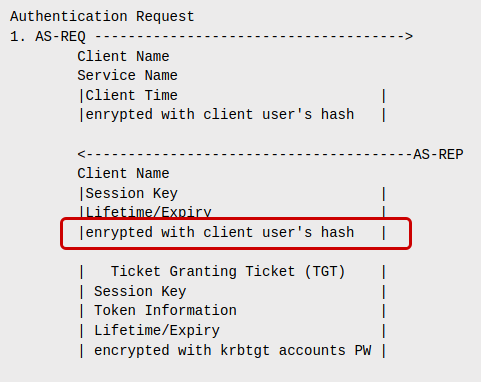 Authentication Request
1. AS-REQ ------------------------------------->
Client Name
Service Name
|Client Time |
|enrypted with client user's hash |
<---------------------------------------AS-REP
Client Name
|Session Key |
|Lifetime/Expiry |
|enrypted with client user's hash |
| Ticket Granting Ticket (TGT) |
| Session Key |
| Token Information |
| Lifetime/Expiry |
| encrypted with krbtgt accounts PW |